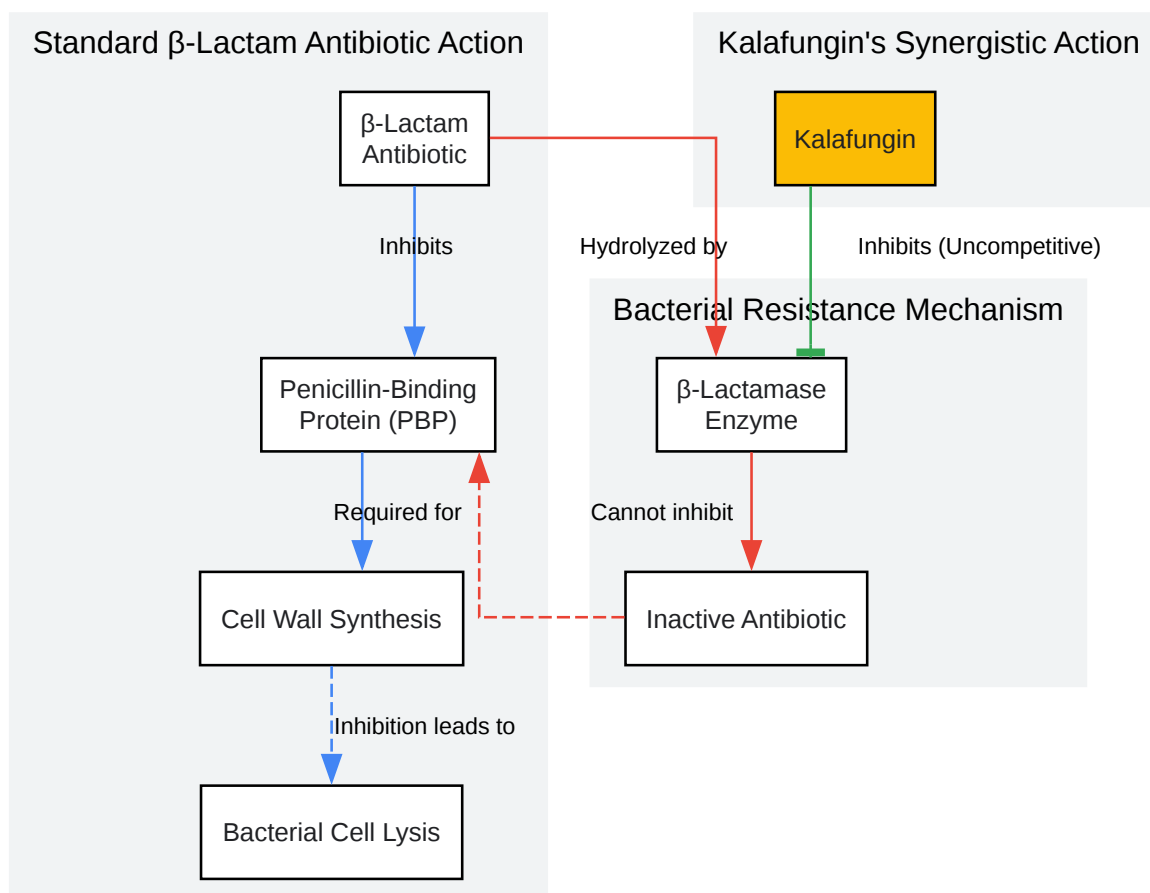 Standard β-Lactam Antibiotic Action
Kalafungin's Synergistic Action
β-Lactam
Antibiotic
Kalafungin
Inhibits
Hydrolyzed by
Inhibits (Uncompetitive)
Bacterial Resistance Mechanism
Penicillin-Binding
Protein (PBP)
β-Lactamase
Enzyme
Required for
Cannot inhibit
Cell Wall Synthesis
Inactive Antibiotic
Inhibition leads to
Bacterial Cell Lysis